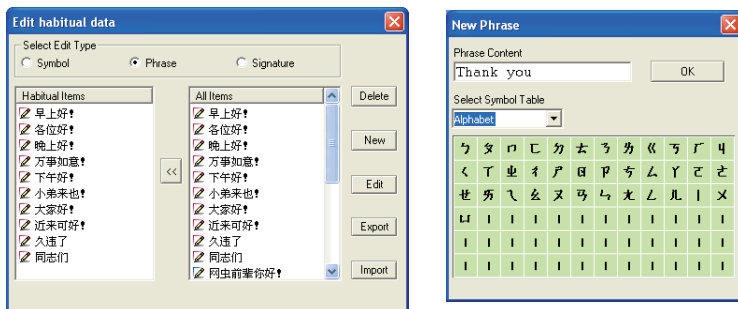 Edit habitual data
Select Edit Type
Symbol Phrase Signature
Habitual Items
早上好!
各位好!
晚上好!
万事如意!
下午好!
小弟来也!
大家好!
近来可好!
久违了
同志们
<<
All Items
早上好!
各位好!
晚上好!
万事如意!
下午好!
小弟来也!
大家好!
近来可好!
久违了
同志们
网虫前辈你好!
Delete
New
Edit
Export
Import
New Phrase
Phrase Content
Thank you
OK
Select Symbol Table
Alphabet
ㄅ ㄆ ㄇ ㄈ ㄉ ㄊ ㄋ ㄌ ㄍ ㄎ ㄏ ㄐ
ㄑ ㄒ ㄓ ㄔ ㄕ ㄖ ㄗ ㄘ ㄙ ㄚ ㄛ ㄜ
ㄝ ㄞ ㄟ ㄠ ㄡ ㄢ ㄣ ㄤ ㄥ ㄦ ㄧ ㄨ
ㄩ | | | | | | | | | | |
| | | | | | | | | | | |
| | | | | | | | | | | |